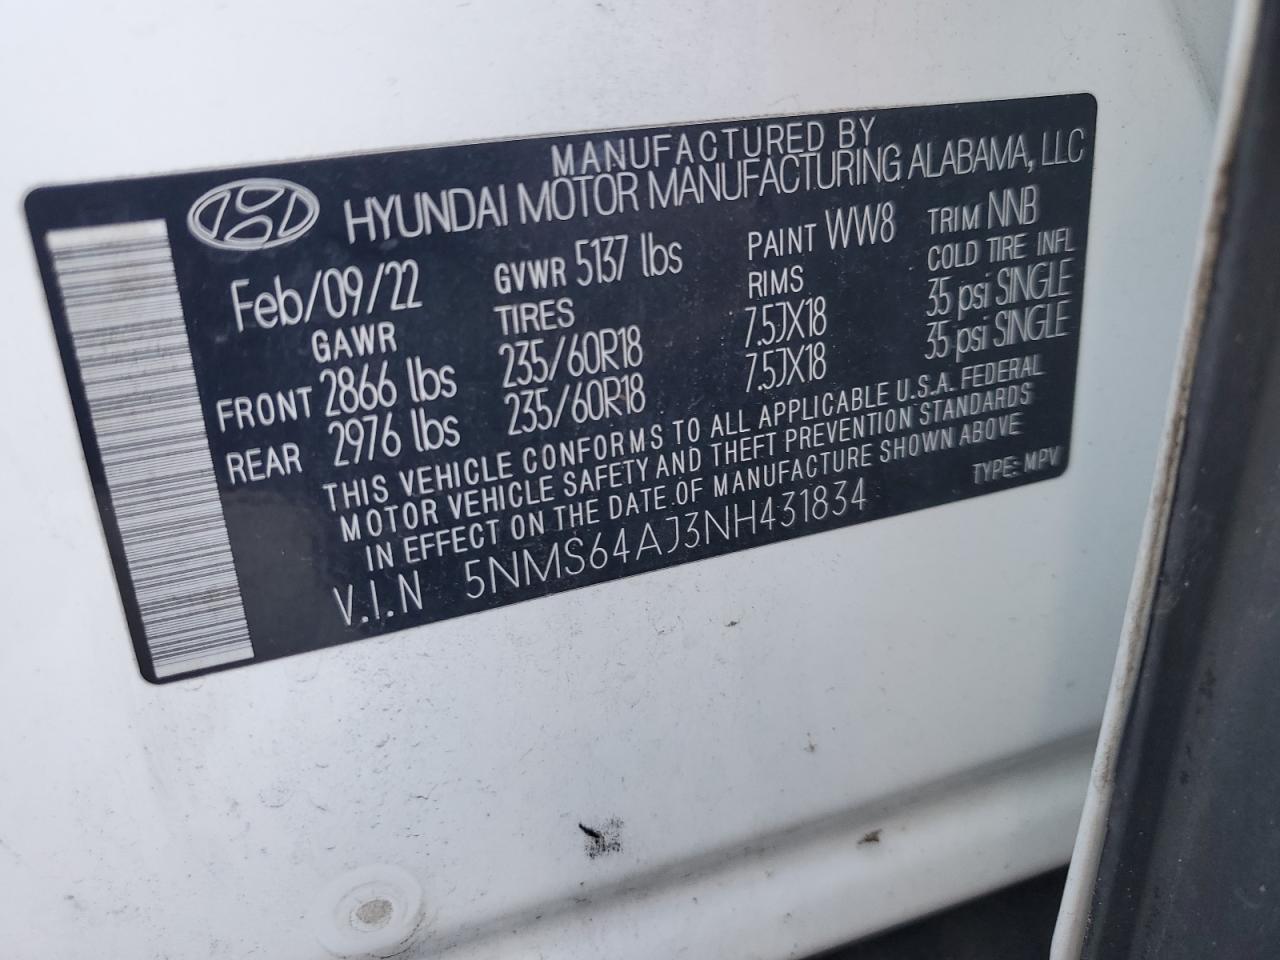 MANUFACTURED BY
HYUNDAI MOTOR MANUFACTURING ALABAMA, LLC
Feb/09/22 GVWR 5137 lbs PAINT WW8 TRIM NNB
GAWR TIRES RIMS COLD TIRE INFL
FRONT 2866 lbs 235/60R18 7.5JX18 35 psi SINGLE
REAR 2976 lbs 235/60R18 7.5JX18 35 psi SINGLE
THIS VEHICLE CONFORMS TO ALL APPLICABLE U.S.A. FEDERAL
MOTOR VEHICLE SAFETY AND THEFT PREVENTION STANDARDS
IN EFFECT ON THE DATE OF MANUFACTURE SHOWN ABOVE
V.I.N 5NMS64AJ3NH431834 TYPE: MPV